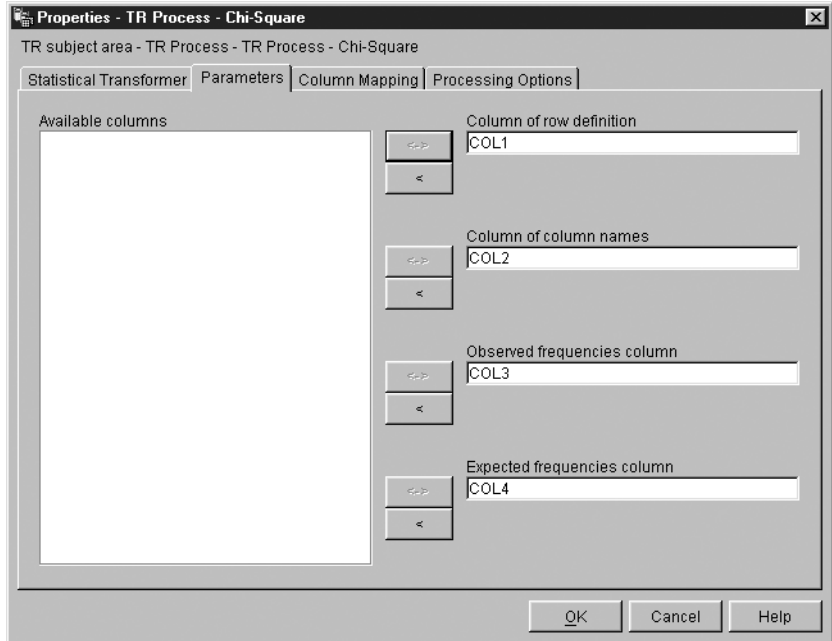 Properties - TR Process - Chi-Square
TR subject area - TR Process - TR Process - Chi-Square
Statistical Transformer Parameters Column Mapping Processing Options
Available columns
Column of row definition
<->
COL1
<
Column of column names
<->
COL2
<
Observed frequencies column
<->
COL3
<
Expected frequencies column
<->
COL4
<
OK Cancel Help